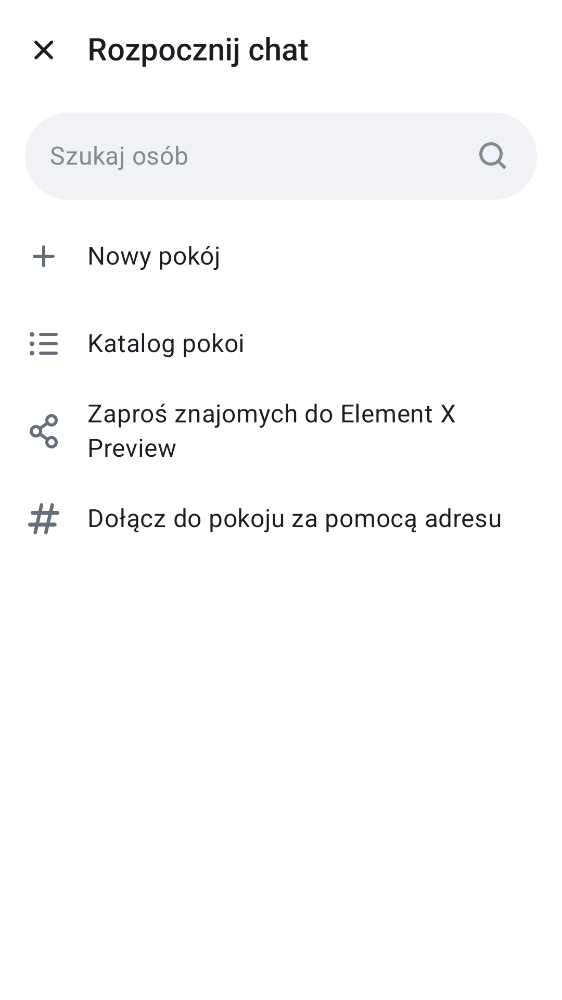 Rozpocznij chat
Szukaj osób
Nowy pokój
Katalog pokoi
Zaproś znajomych do Element X
Preview
Dołącz do pokoju za pomocą adresu